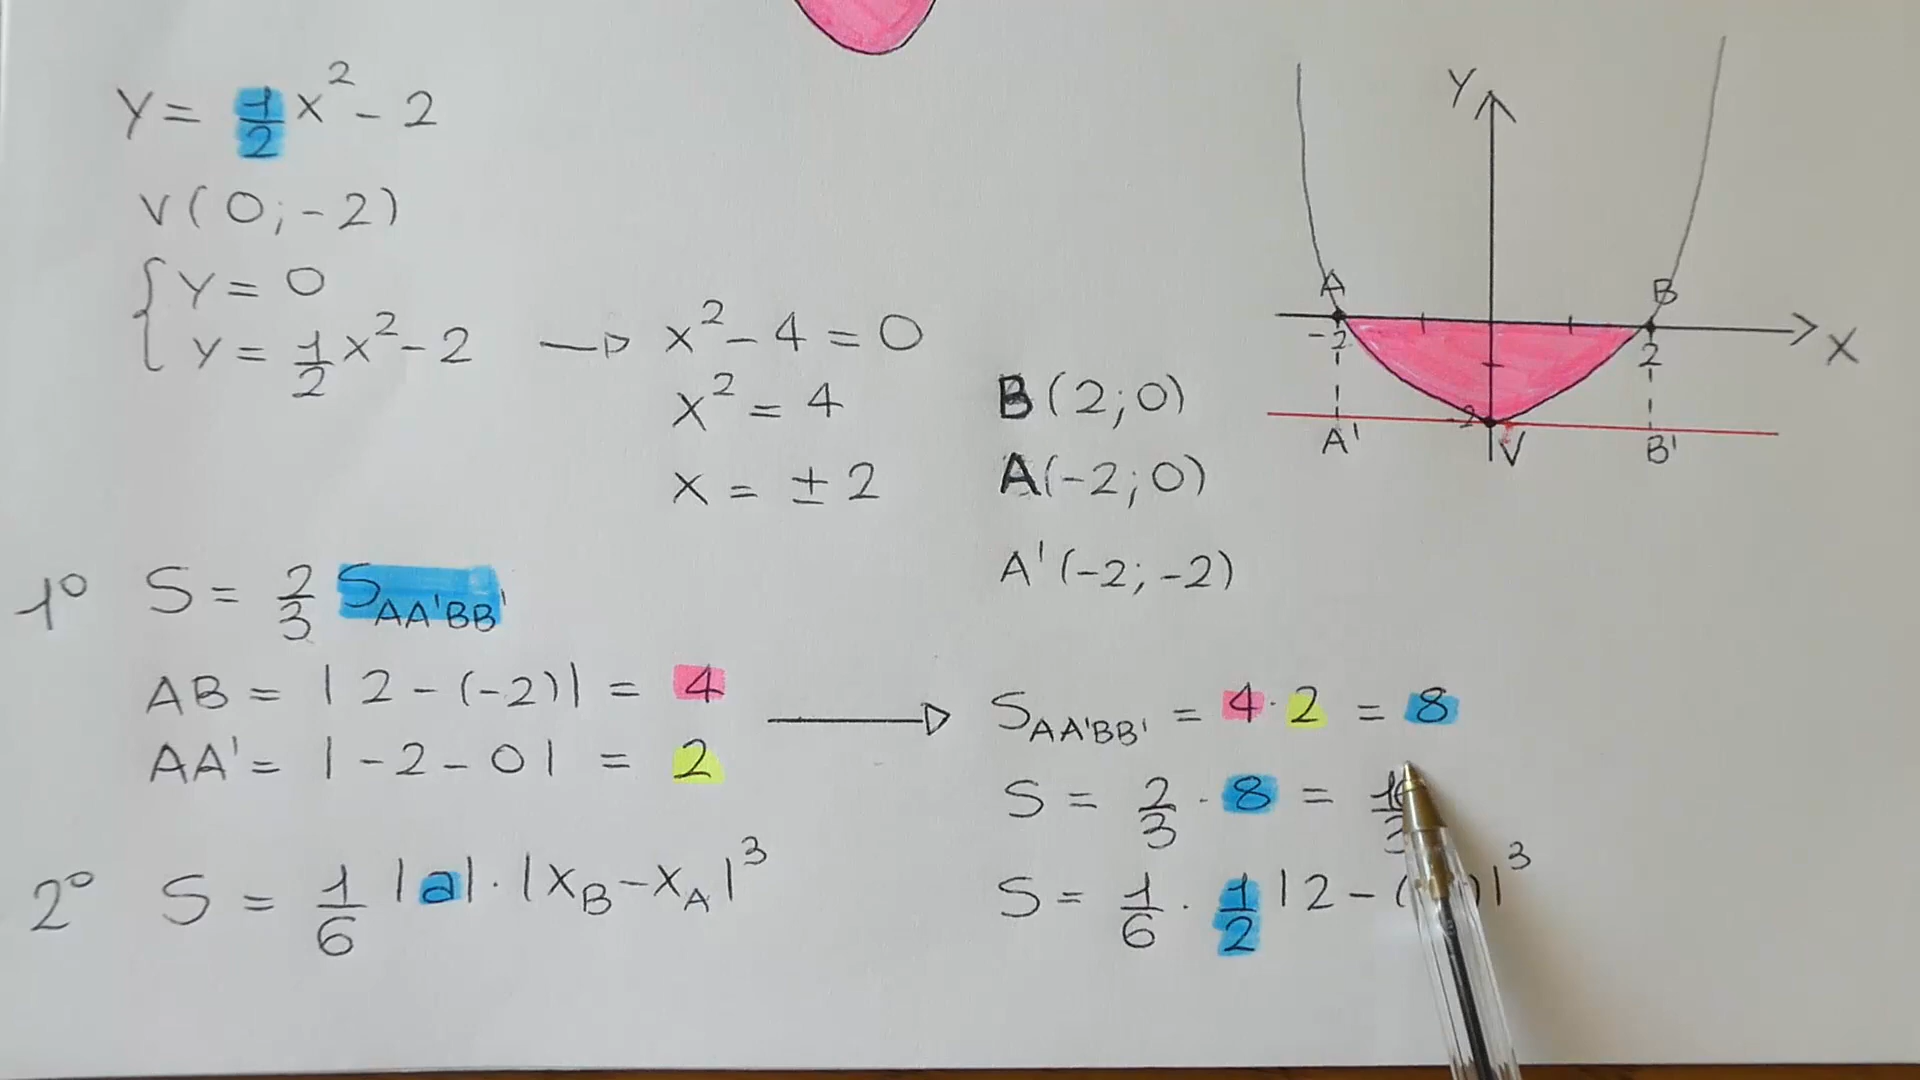 Y = 1/2 x² - 2
V(0; -2)
{ Y = 0
Y = 1/2 x² - 2 → x² - 4 = 0
x² = 4
x = ± 2
B(2; 0)
A(-2; 0)
A'(-2; -2)
Y
A B
-2 2 X
-2
A' V B'
1° S = 2/3 S_AA'BB'
AB = |2 - (-2)| = 4
AA' = |-2 - 0| = 2
→ S_AA'BB' = 4 · 2 = 8
S = 2/3 · 8 =
2° S = 1/6 |a| · |x_B - x_A|³
S = 1/6 · 1/2 |2 - ( )|³